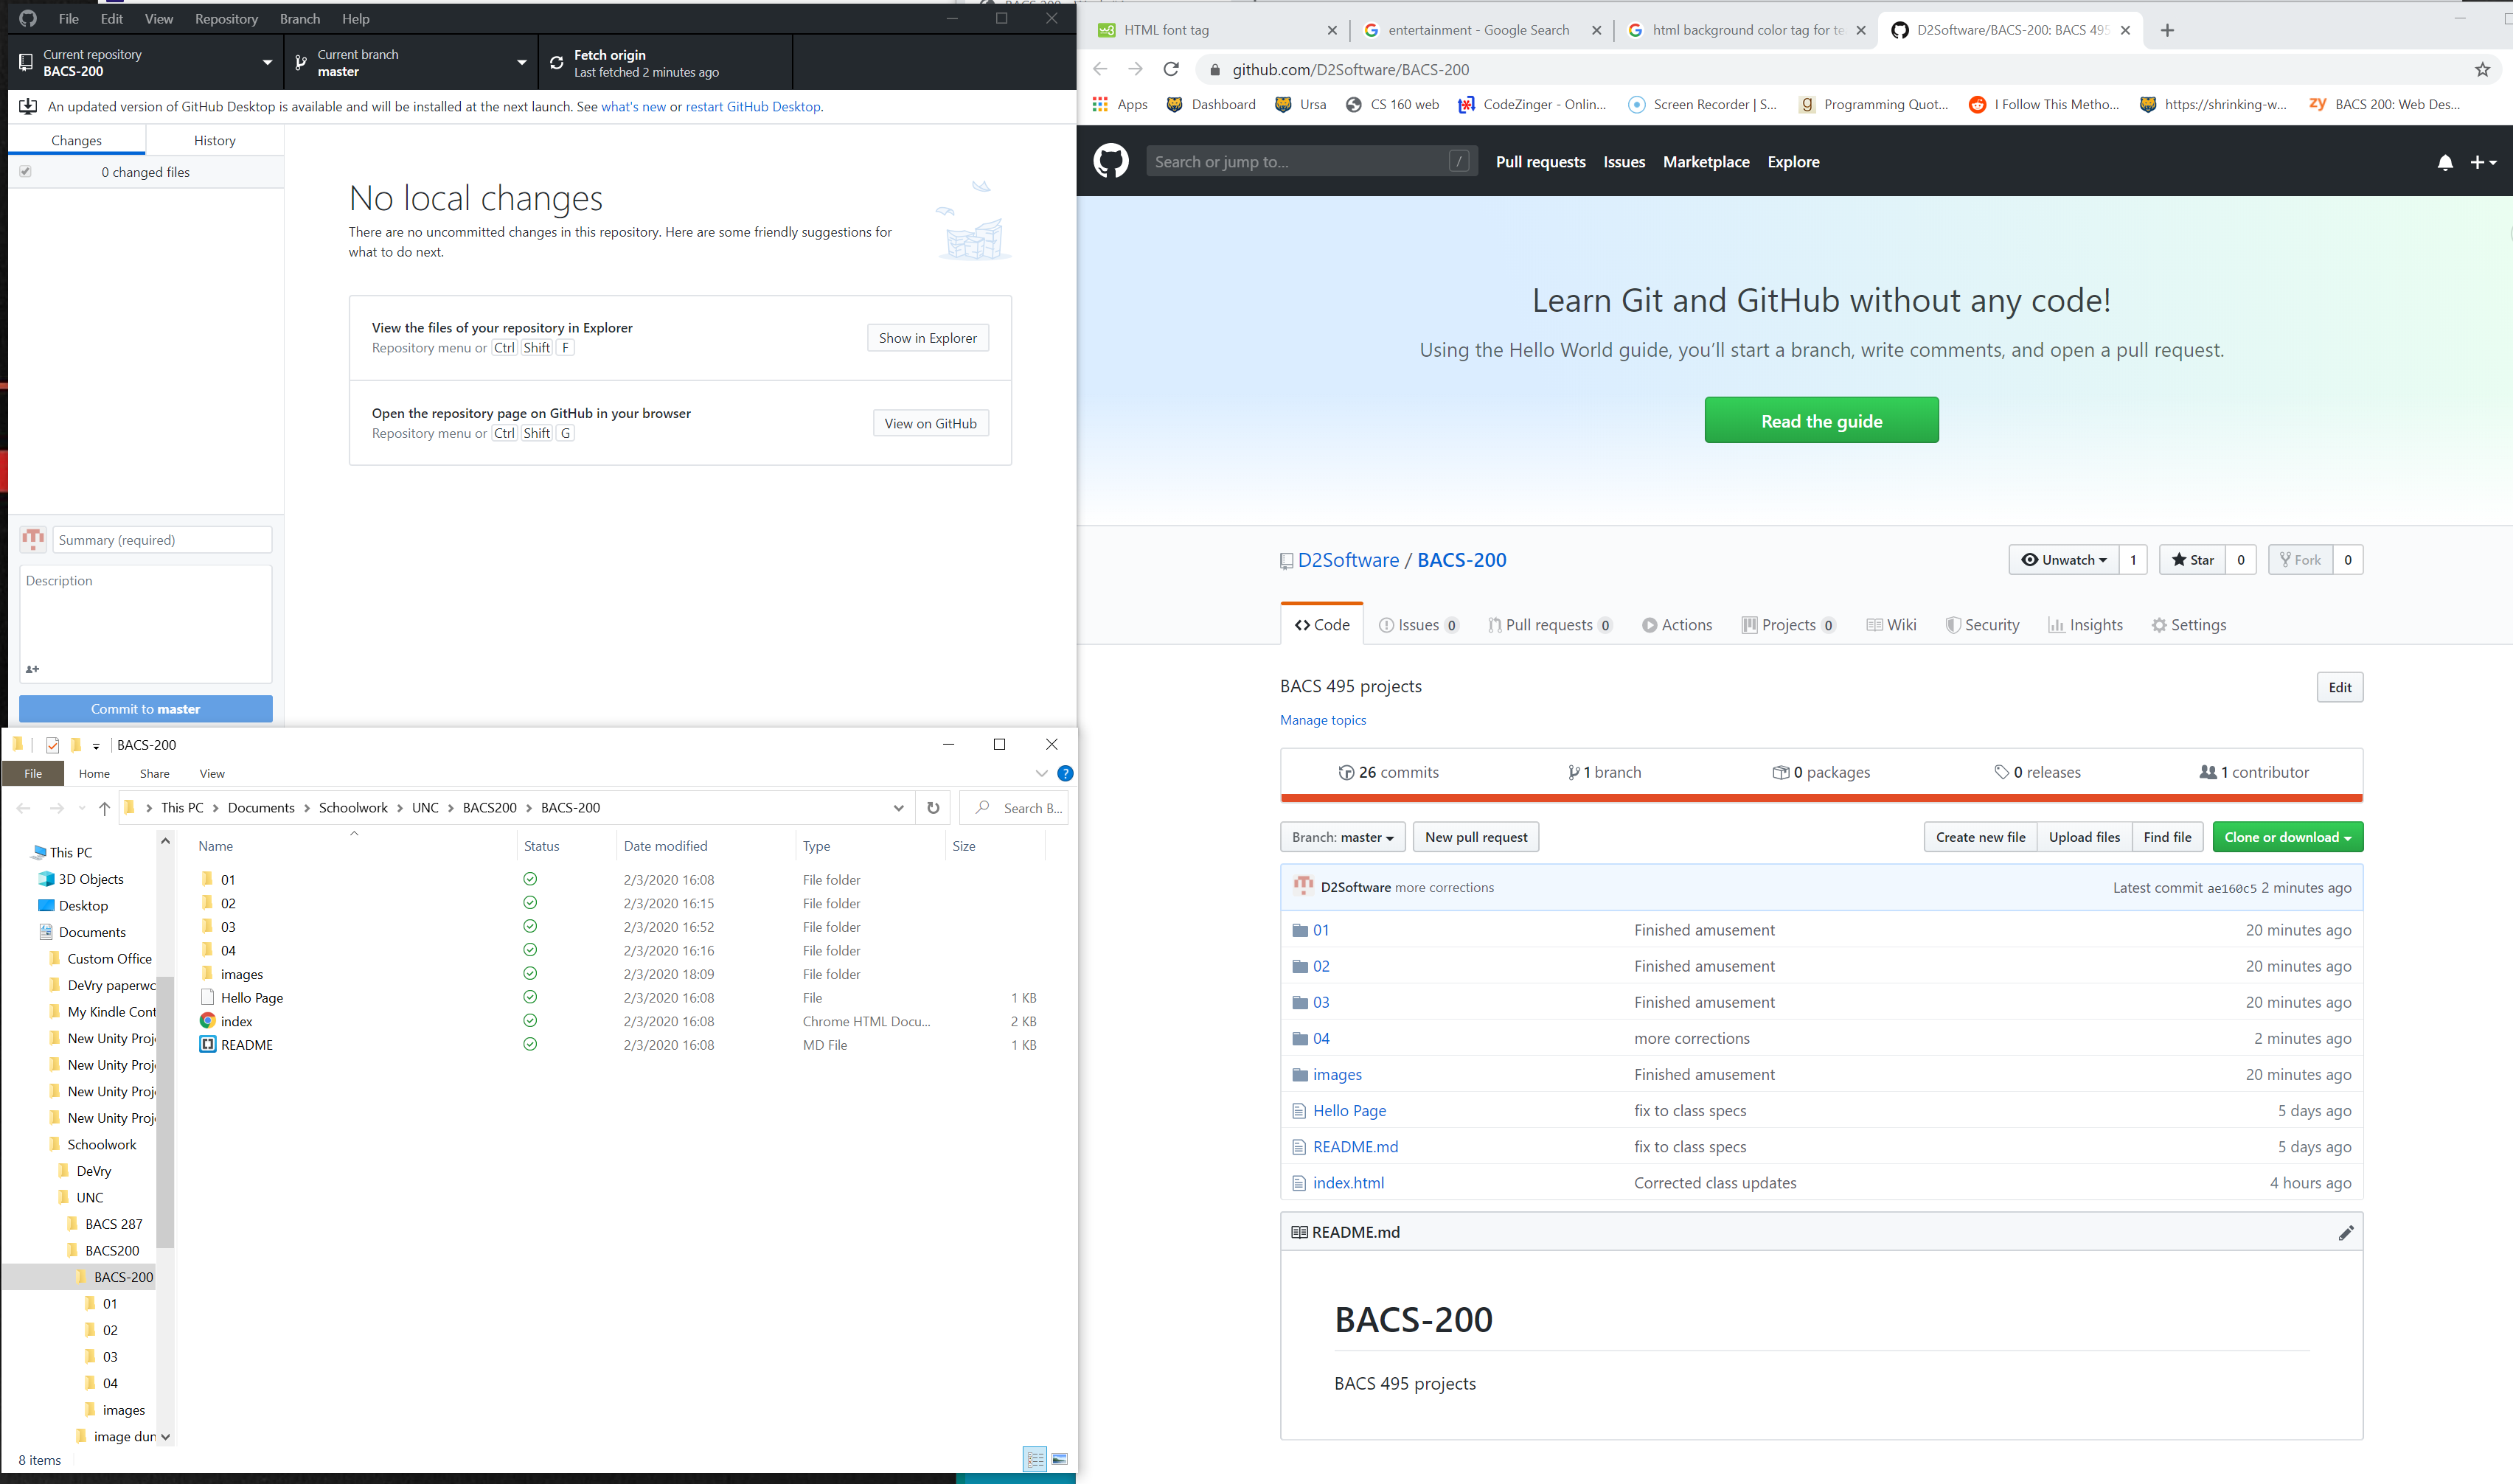 File Edit View Repository Branch Help
Current repository
BACS-200
Current branch
master
Fetch origin
Last fetched 2 minutes ago
An updated version of GitHub Desktop is available and will be installed at the next launch. See what's new or restart GitHub Desktop.
Changes History
0 changed files
No local changes
There are no uncommitted changes in this repository. Here are some friendly suggestions for
what to do next.
View the files of your repository in Explorer
Repository menu or Ctrl Shift F
Show in Explorer
Open the repository page on GitHub in your browser
Repository menu or Ctrl Shift G
View on GitHub
Summary (required)
Description
Commit to master
BACS-200
File Home Share View
This PC > Documents > Schoolwork > UNC > BACS200 > BACS-200
Search B...
This PC
3D Objects
Desktop
Documents
Custom Office
DeVry paperwo
My Kindle Cont
New Unity Proj
New Unity Proj
New Unity Proj
New Unity Proj
Schoolwork
DeVry
UNC
BACS 287
BACS200
BACS-200
01
02
03
04
images
image dun
Name Status Date modified Type Size
01 2/3/2020 16:08 File folder
02 2/3/2020 16:15 File folder
03 2/3/2020 16:52 File folder
04 2/3/2020 16:16 File folder
images 2/3/2020 18:09 File folder
Hello Page 2/3/2020 16:08 File 1 KB
index 2/3/2020 16:08 Chrome HTML Docu... 2 KB
README 2/3/2020 16:08 MD File 1 KB
8 items
HTML font tag
entertainment - Google Search
html background color tag for te
D2Software/BACS-200: BACS 495
github.com/D2Software/BACS-200
Apps Dashboard Ursa CS 160 web CodeZinger - Onlin... Screen Recorder | S... Programming Quot... I Follow This Metho... https://shrinking-w... BACS 200: Web Des...
Search or jump to... /
Pull requests Issues Marketplace Explore
Learn Git and GitHub without any code!
Using the Hello World guide, you’ll start a branch, write comments, and open a pull request.
Read the guide
D2Software / BACS-200
Unwatch 1 Star 0 Fork 0
Code Issues 0 Pull requests 0 Actions Projects 0 Wiki Security Insights Settings
BACS 495 projects
Edit
Manage topics
26 commits 1 branch 0 packages 0 releases 1 contributor
Branch: master New pull request Create new file Upload files Find file Clone or download
D2Software more corrections Latest commit ae160c5 2 minutes ago
01 Finished amusement 20 minutes ago
02 Finished amusement 20 minutes ago
03 Finished amusement 20 minutes ago
04 more corrections 2 minutes ago
images Finished amusement 20 minutes ago
Hello Page fix to class specs 5 days ago
README.md fix to class specs 5 days ago
index.html Corrected class updates 4 hours ago
README.md
BACS-200
BACS 495 projects